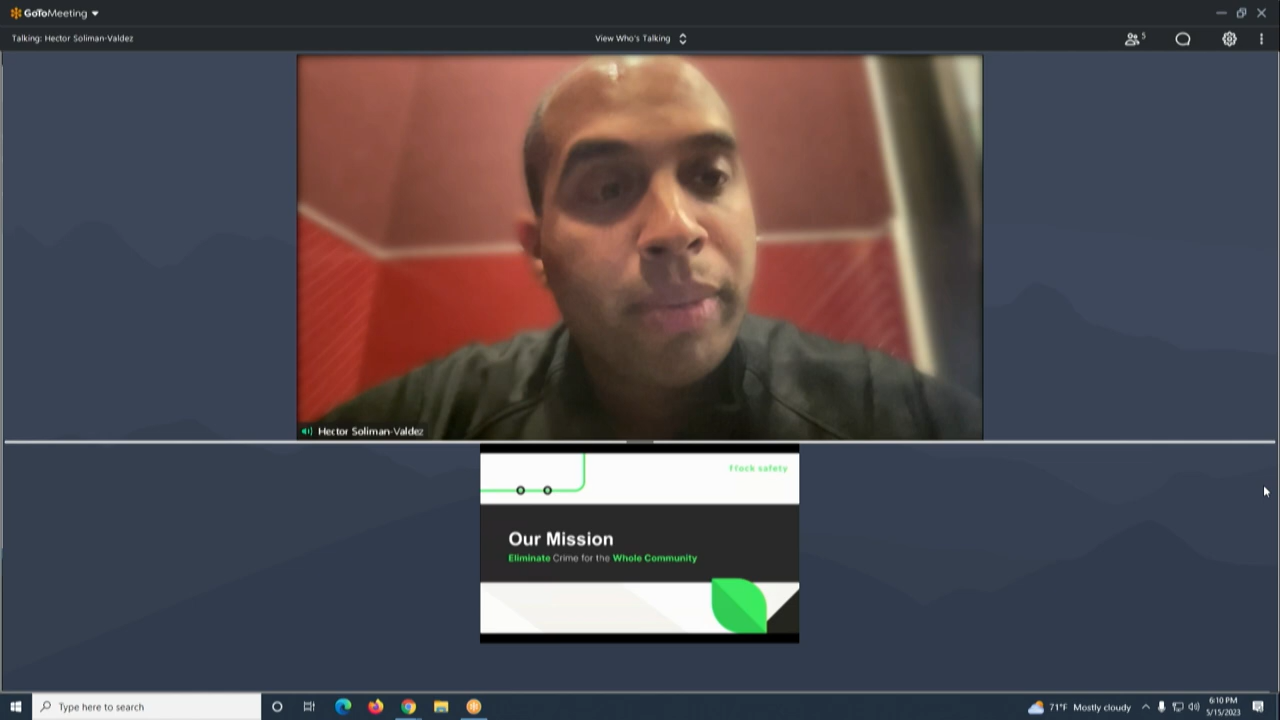 GoToMeeting
Talking: Hector Soliman-Valdez
View Who's Talking
5
Hector Soliman-Valdez
flock safety
Our Mission
Eliminate Crime for the Whole Community
Type here to search
71°F Mostly cloudy
6:10 PM
5/15/2023